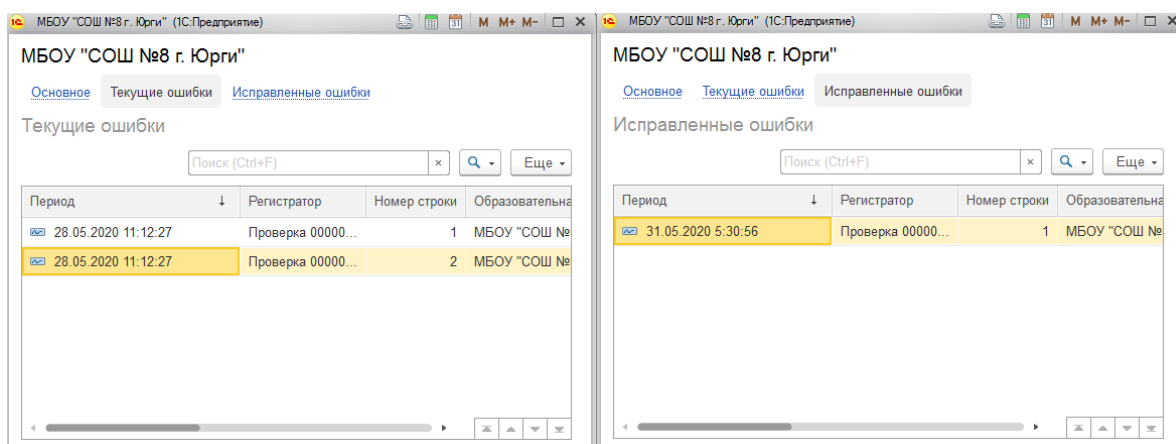 МБОУ "СОШ №8 г. Юрги" (1С:Предприятие) M M+ M-
МБОУ "СОШ №8 г. Юрги"
Основное Текущие ошибки Исправленные ошибки
Текущие ошибки
Поиск (Ctrl+F) × Еще
Период ↓ Регистратор Номер строки Образовательна
28.05.2020 11:12:27 Проверка 00000... 1 МБОУ "СОШ №
28.05.2020 11:12:27 Проверка 00000... 2 МБОУ "СОШ №
МБОУ "СОШ №8 г. Юрги" (1С:Предприятие) M M+ M-
МБОУ "СОШ №8 г. Юрги"
Основное Текущие ошибки Исправленные ошибки
Исправленные ошибки
Поиск (Ctrl+F) × Еще
Период ↓ Регистратор Номер строки Образовательна
31.05.2020 5:30:56 Проверка 00000... 1 МБОУ "СОШ №